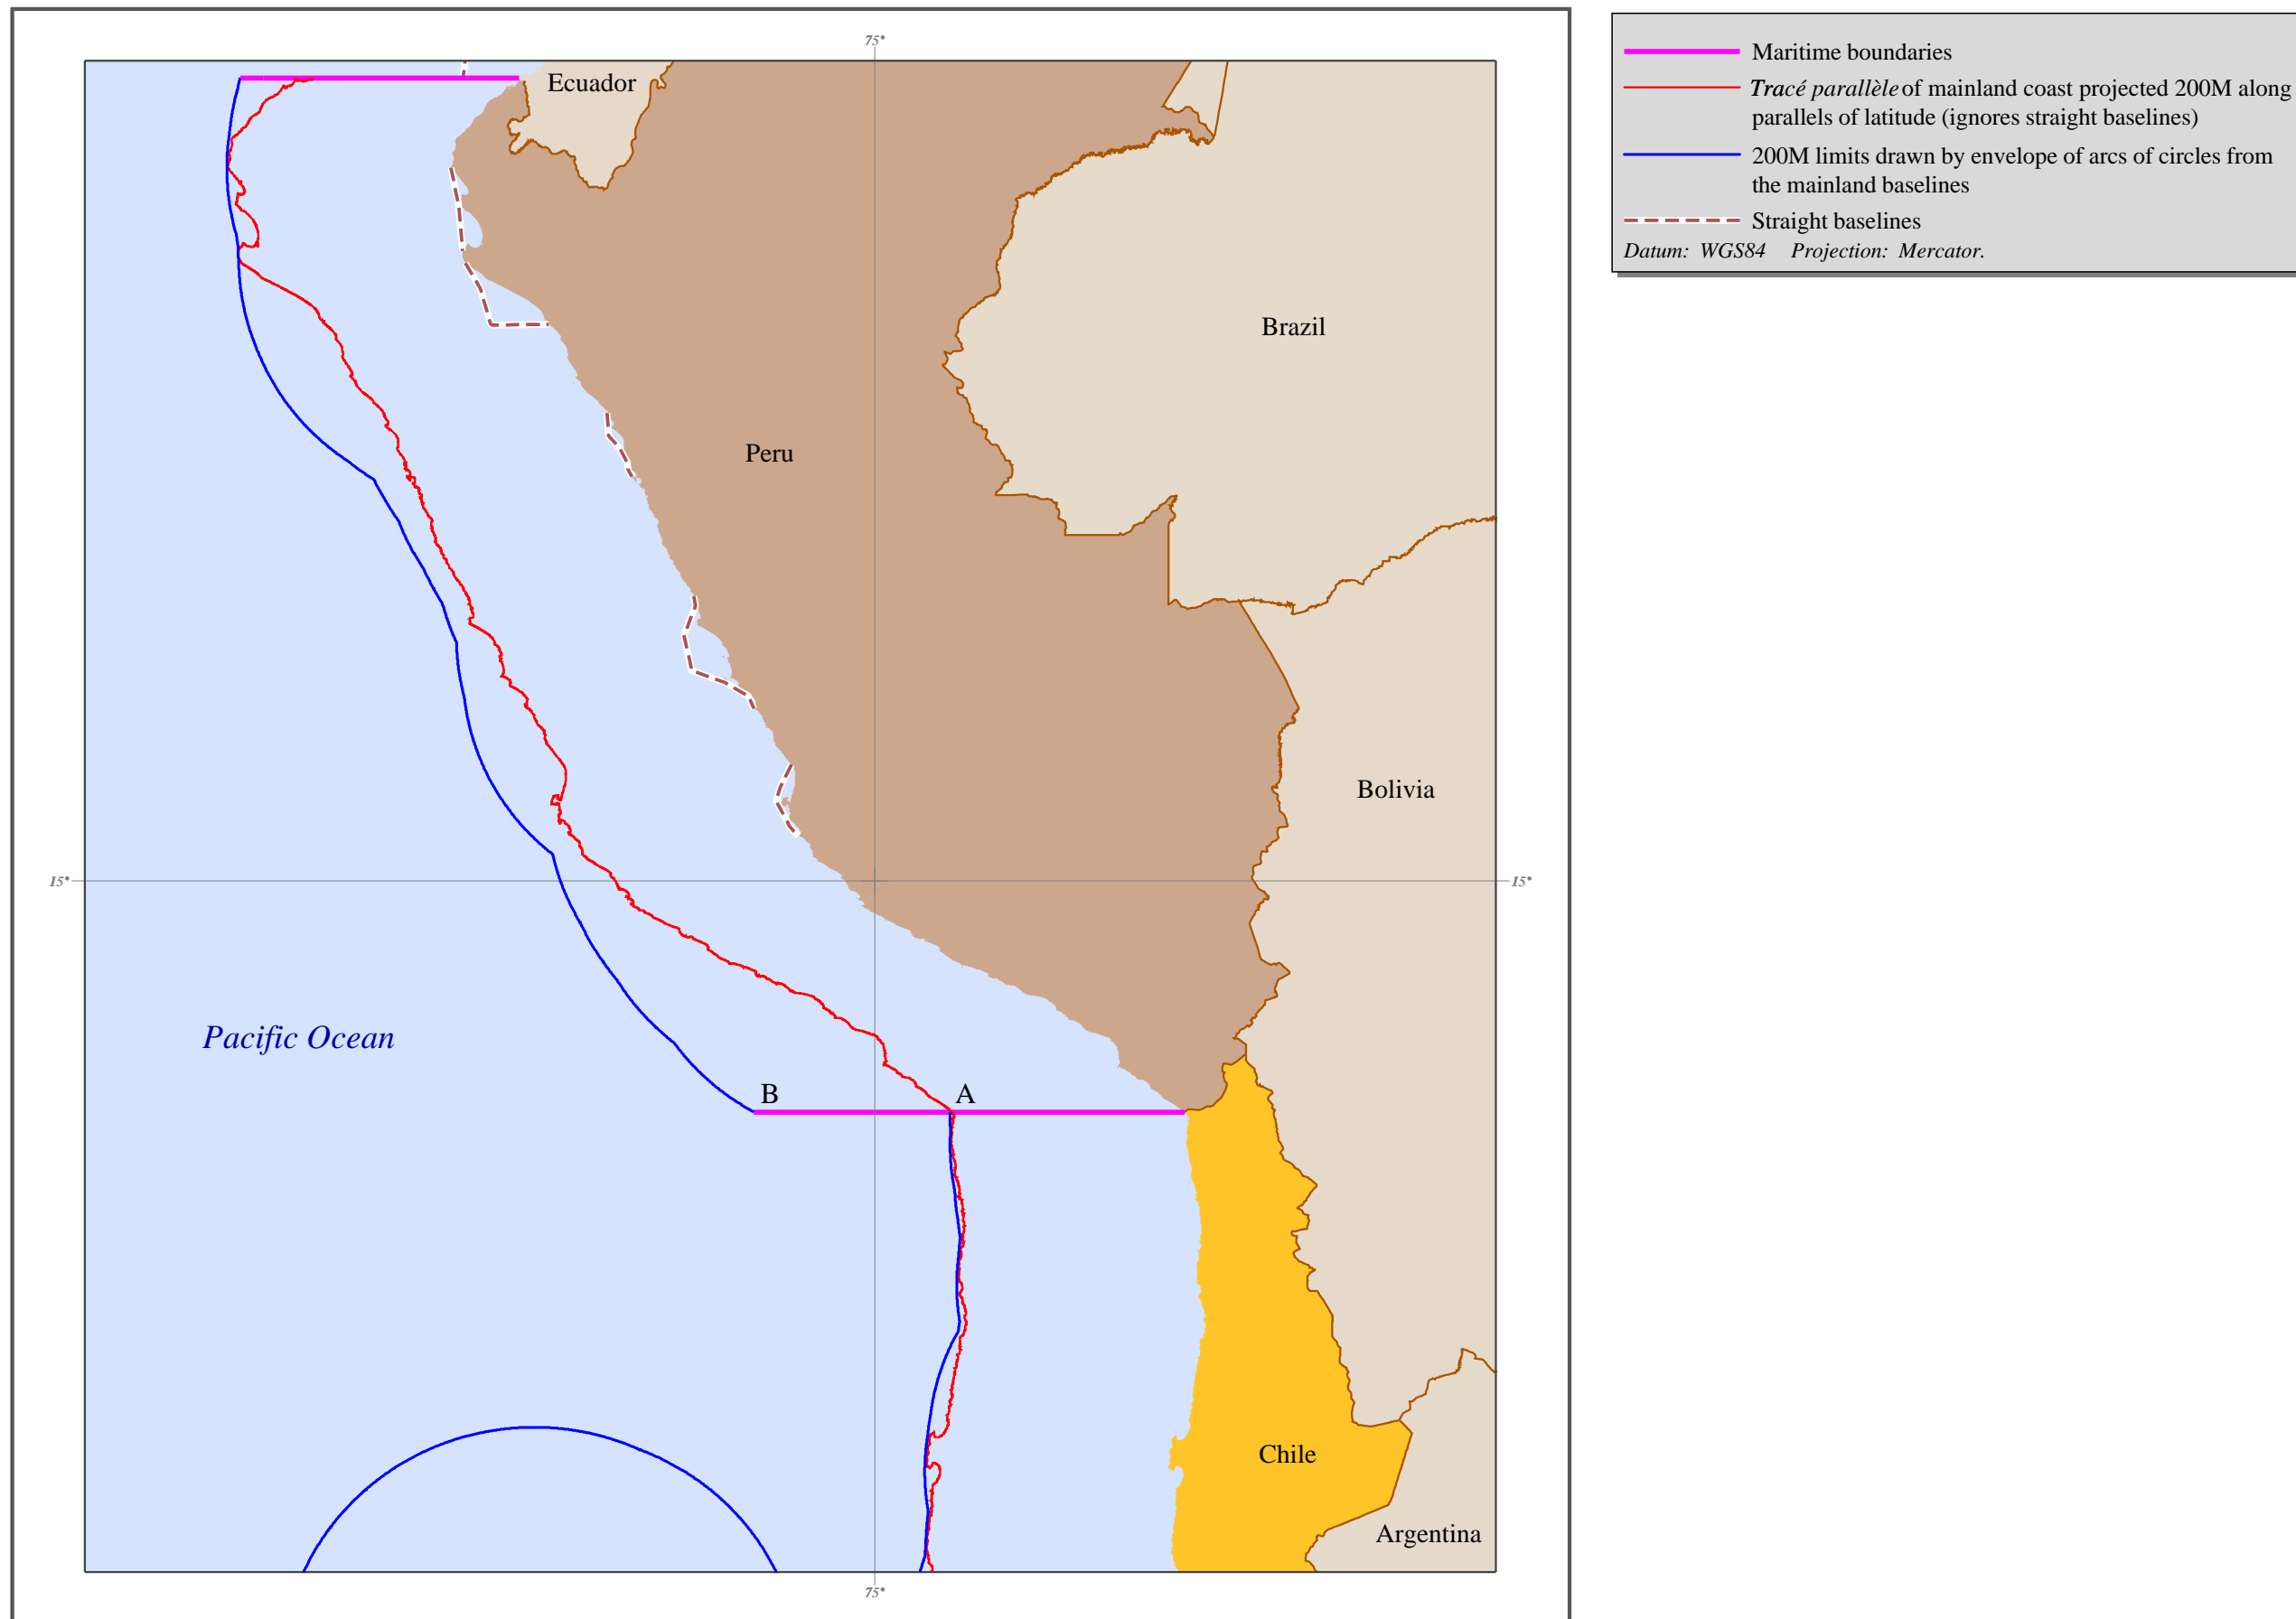 75°
Maritime boundaries
Tracé parallèle of mainland coast projected 200M along
parallels of latitude (ignores straight baselines)
200M limits drawn by envelope of arcs of circles from
the mainland baselines
Straight baselines
Datum: WGS84 Projection: Mercator.
Ecuador
Brazil
Peru
Bolivia
15°
15°
Pacific Ocean
B
A
Chile
Argentina
75°